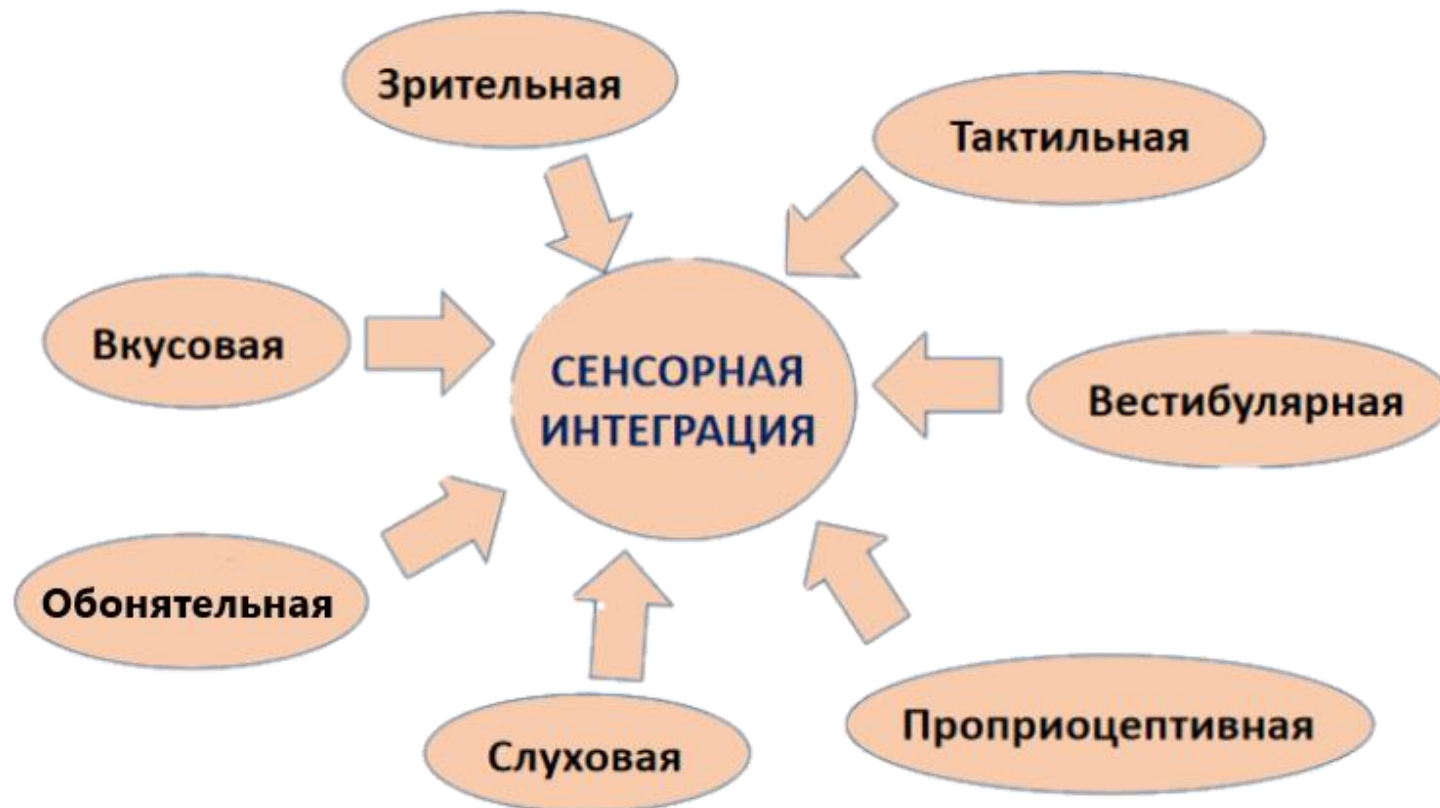 Зрительная
Тактильная
Вкусовая
СЕНСОРНАЯ
ИНТЕГРАЦИЯ
Вестибулярная
Обонятельная
Слуховая
Проприоцептивная